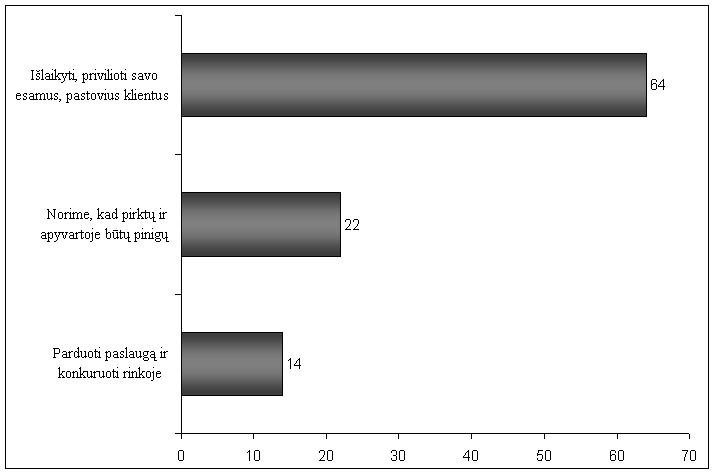 Išlaikyti, privilioti savo
esamus, pastovius klientus
64
Norime, kad pirktų ir
apyvartoje būtų pinigų
22
Parduoti paslaugą ir
konkuruoti rinkoje
14
0 10 20 30 40 50 60 70